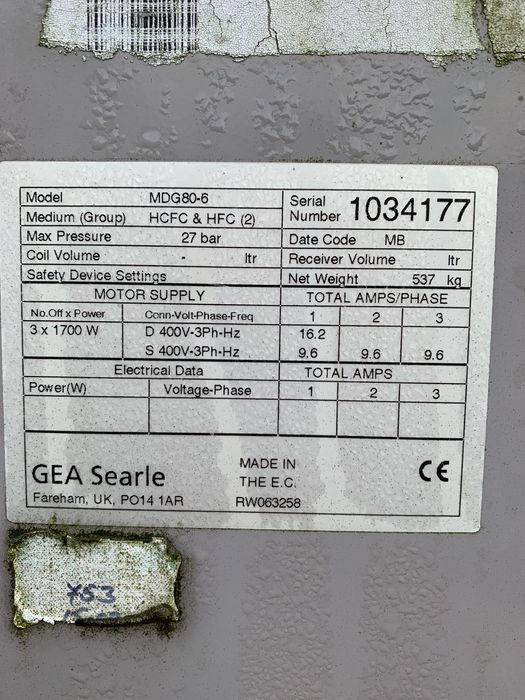 Model MDG80-6
Serial Number 1034177
Medium (Group) HCFC & HFC (2)
Max Pressure 27 bar
Date Code MB
Coil Volume - ltr
Receiver Volume ltr
Safety Device Settings
Net Weight 537 kg
MOTOR SUPPLY TOTAL AMPS/PHASE
No.Off x Power Conn-Volt-Phase-Freq 1 2 3
3 x 1700 W D 400V-3Ph-Hz 16.2
S 400V-3Ph-Hz 9.6 9.6 9.6
Electrical Data TOTAL AMPS
Power(W) Voltage-Phase 1 2 3
GEA Searle
Fareham, UK, PO14 1AR
MADE IN
THE E.C.
RW063258
CE
X53